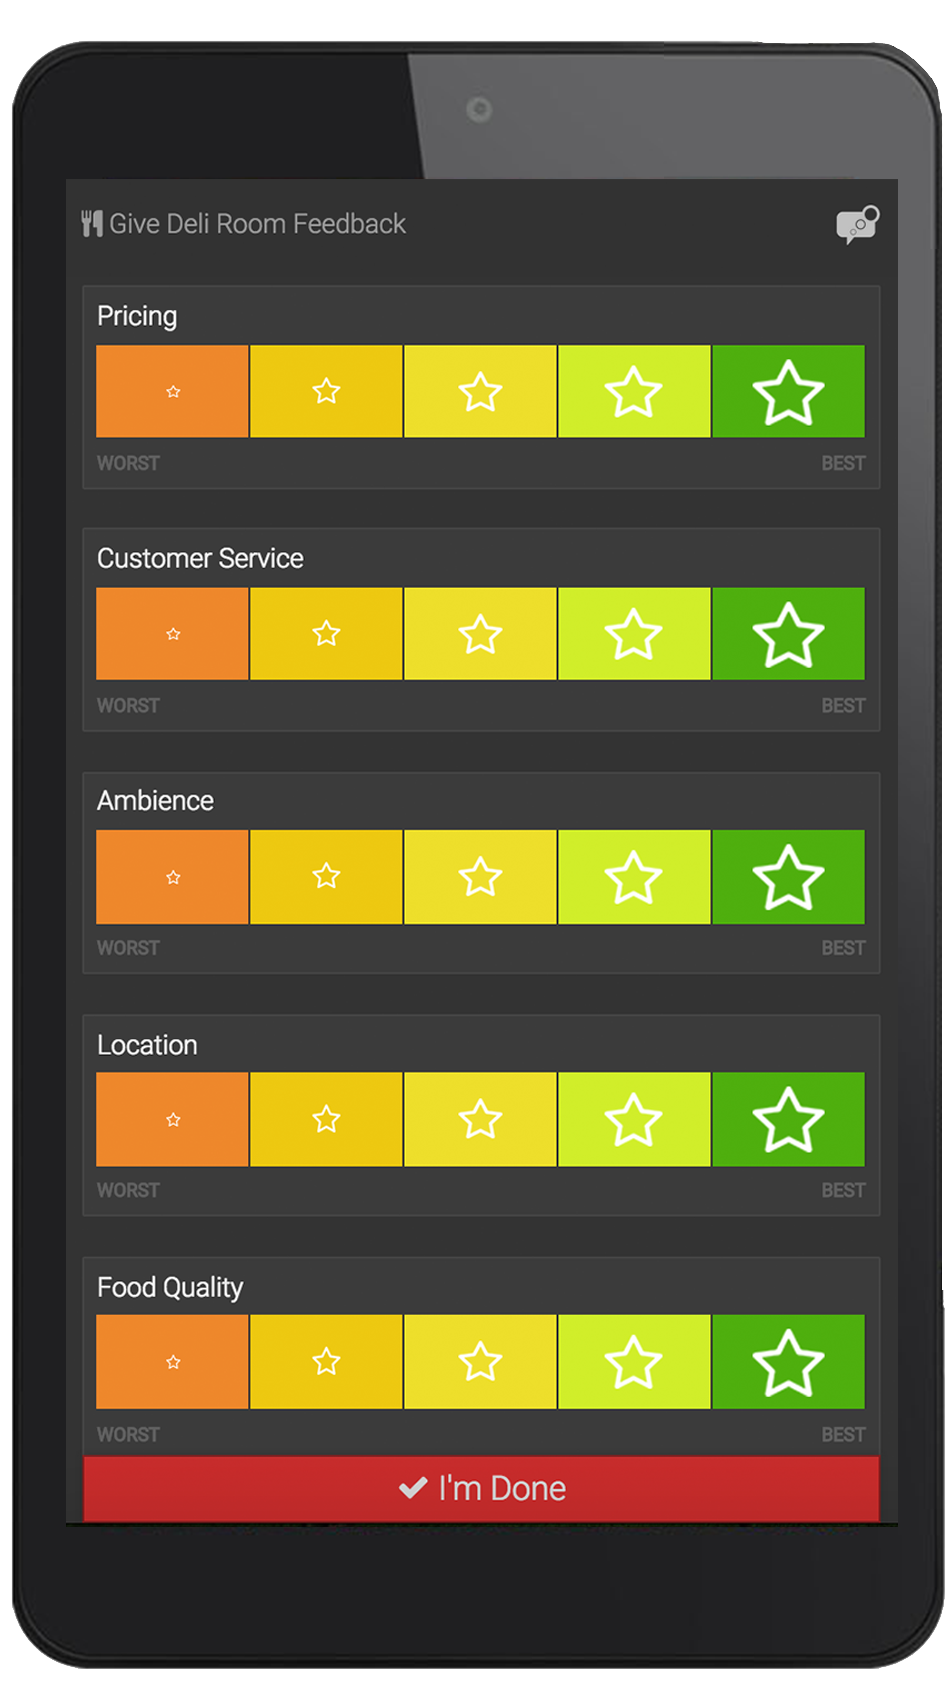 Give Deli Room Feedback
Pricing
WORST BEST
Customer Service
WORST BEST
Ambience
WORST BEST
Location
WORST BEST
Food Quality
WORST BEST
I'm Done